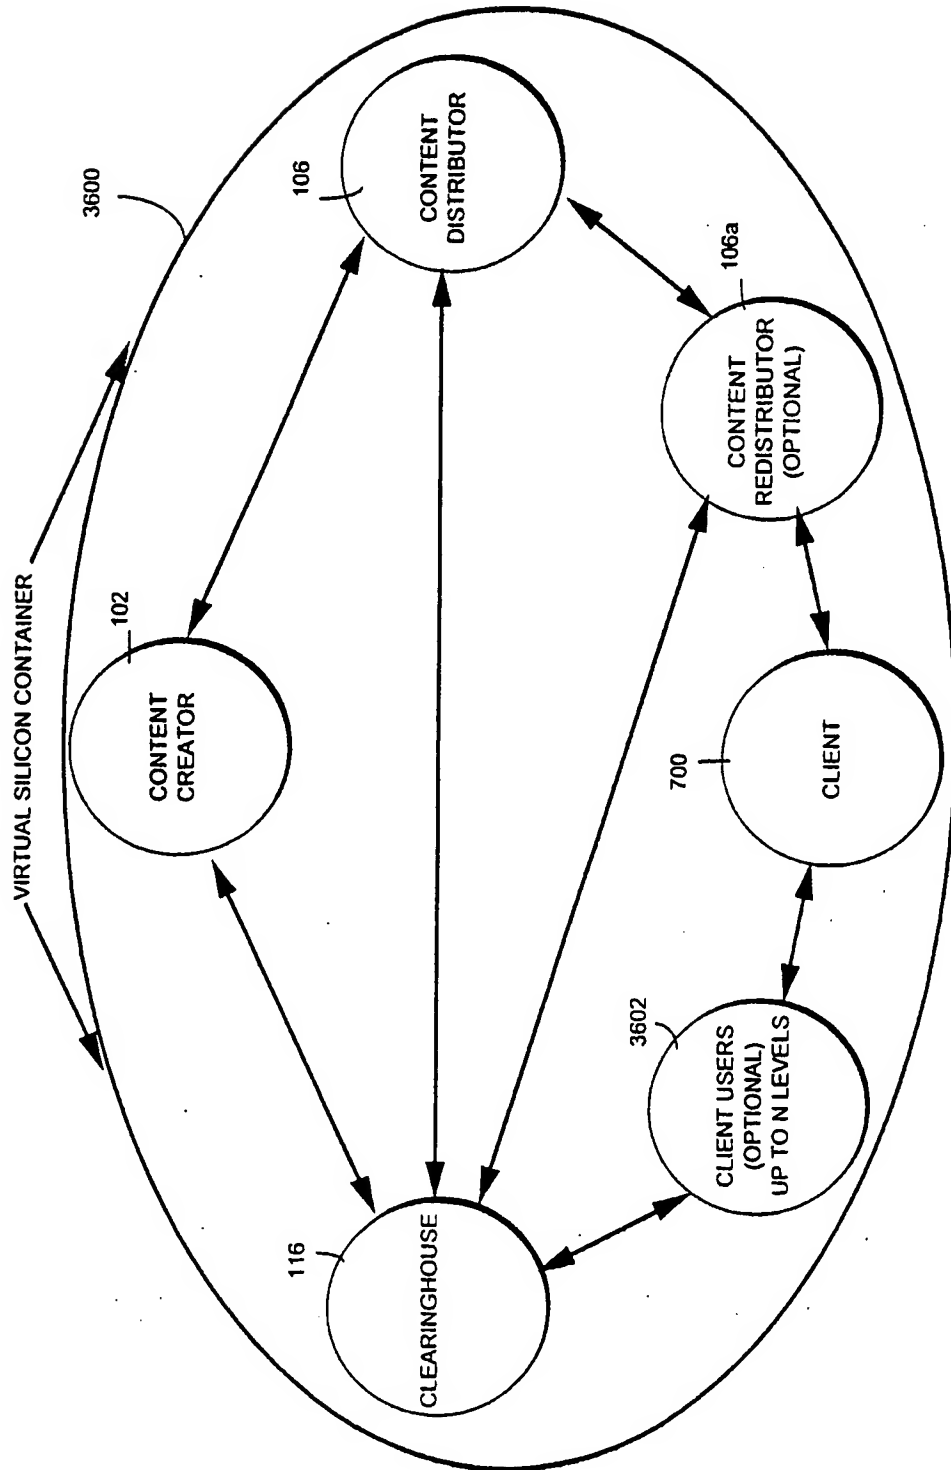 VIRTUAL SILICON CONTAINER
3600
102
CONTENT
CREATOR
106
CONTENT
DISTRIBUTOR
116
CLEARINGHOUSE
106a
CONTENT
REDISTRIBUTOR
(OPTIONAL)
3602
CLIENT USERS
(OPTIONAL)
UP TO N LEVELS
700
CLIENT